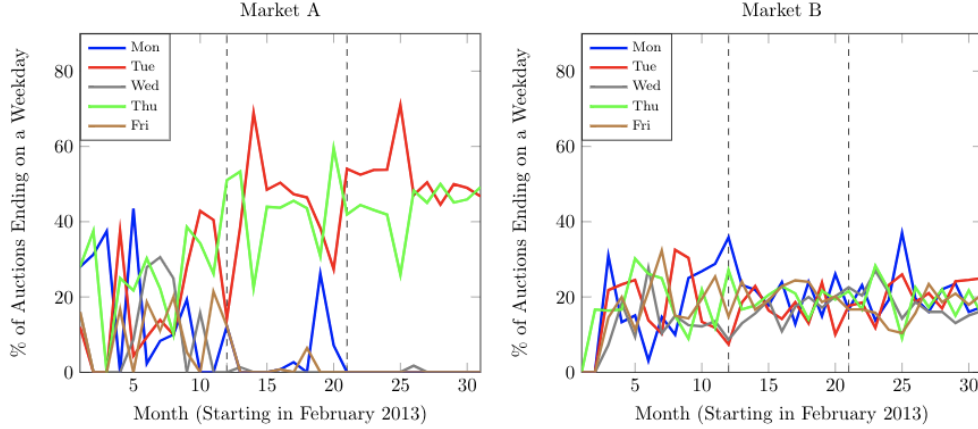 Market A
% of Auctions Ending on a Weekday
80
60
40
20
0
Mon
Tue
Wed
Thu
Fri
5 10 15 20 25 30
Month (Starting in February 2013)
Market B
% of Auctions Ending on a Weekday
80
60
40
20
0
Mon
Tue
Wed
Thu
Fri
5 10 15 20 25 30
Month (Starting in February 2013)